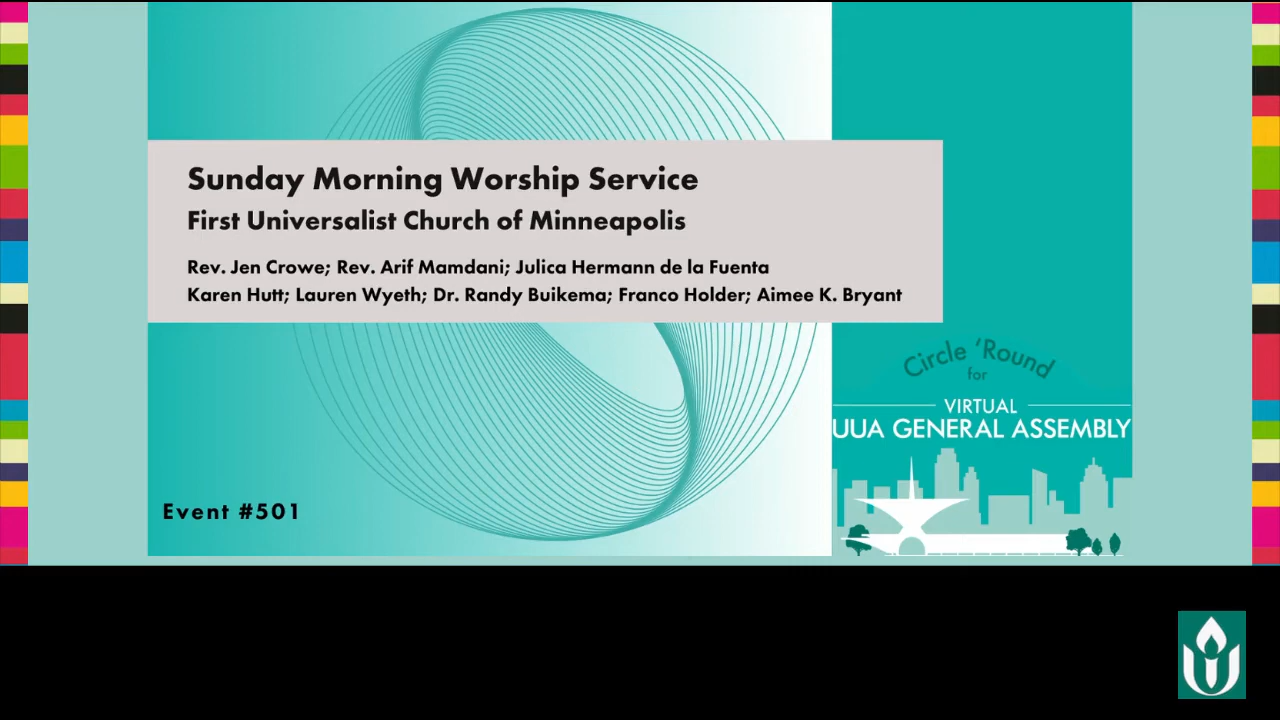 Sunday Morning Worship Service
First Universalist Church of Minneapolis
Rev. Jen Crowe; Rev. Arif Mamdani; Julica Hermann de la Fuenta
Karen Hutt; Lauren Wyeth; Dr. Randy Buikema; Franco Holder; Aimee K. Bryant
Circle 'Round
for
VIRTUAL
UUA GENERAL ASSEMBLY
Event #501